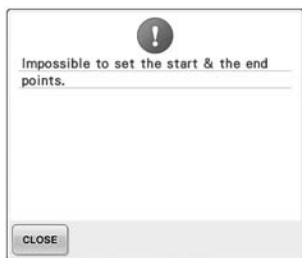 Impossible to set the start & the end
points.
CLOSE